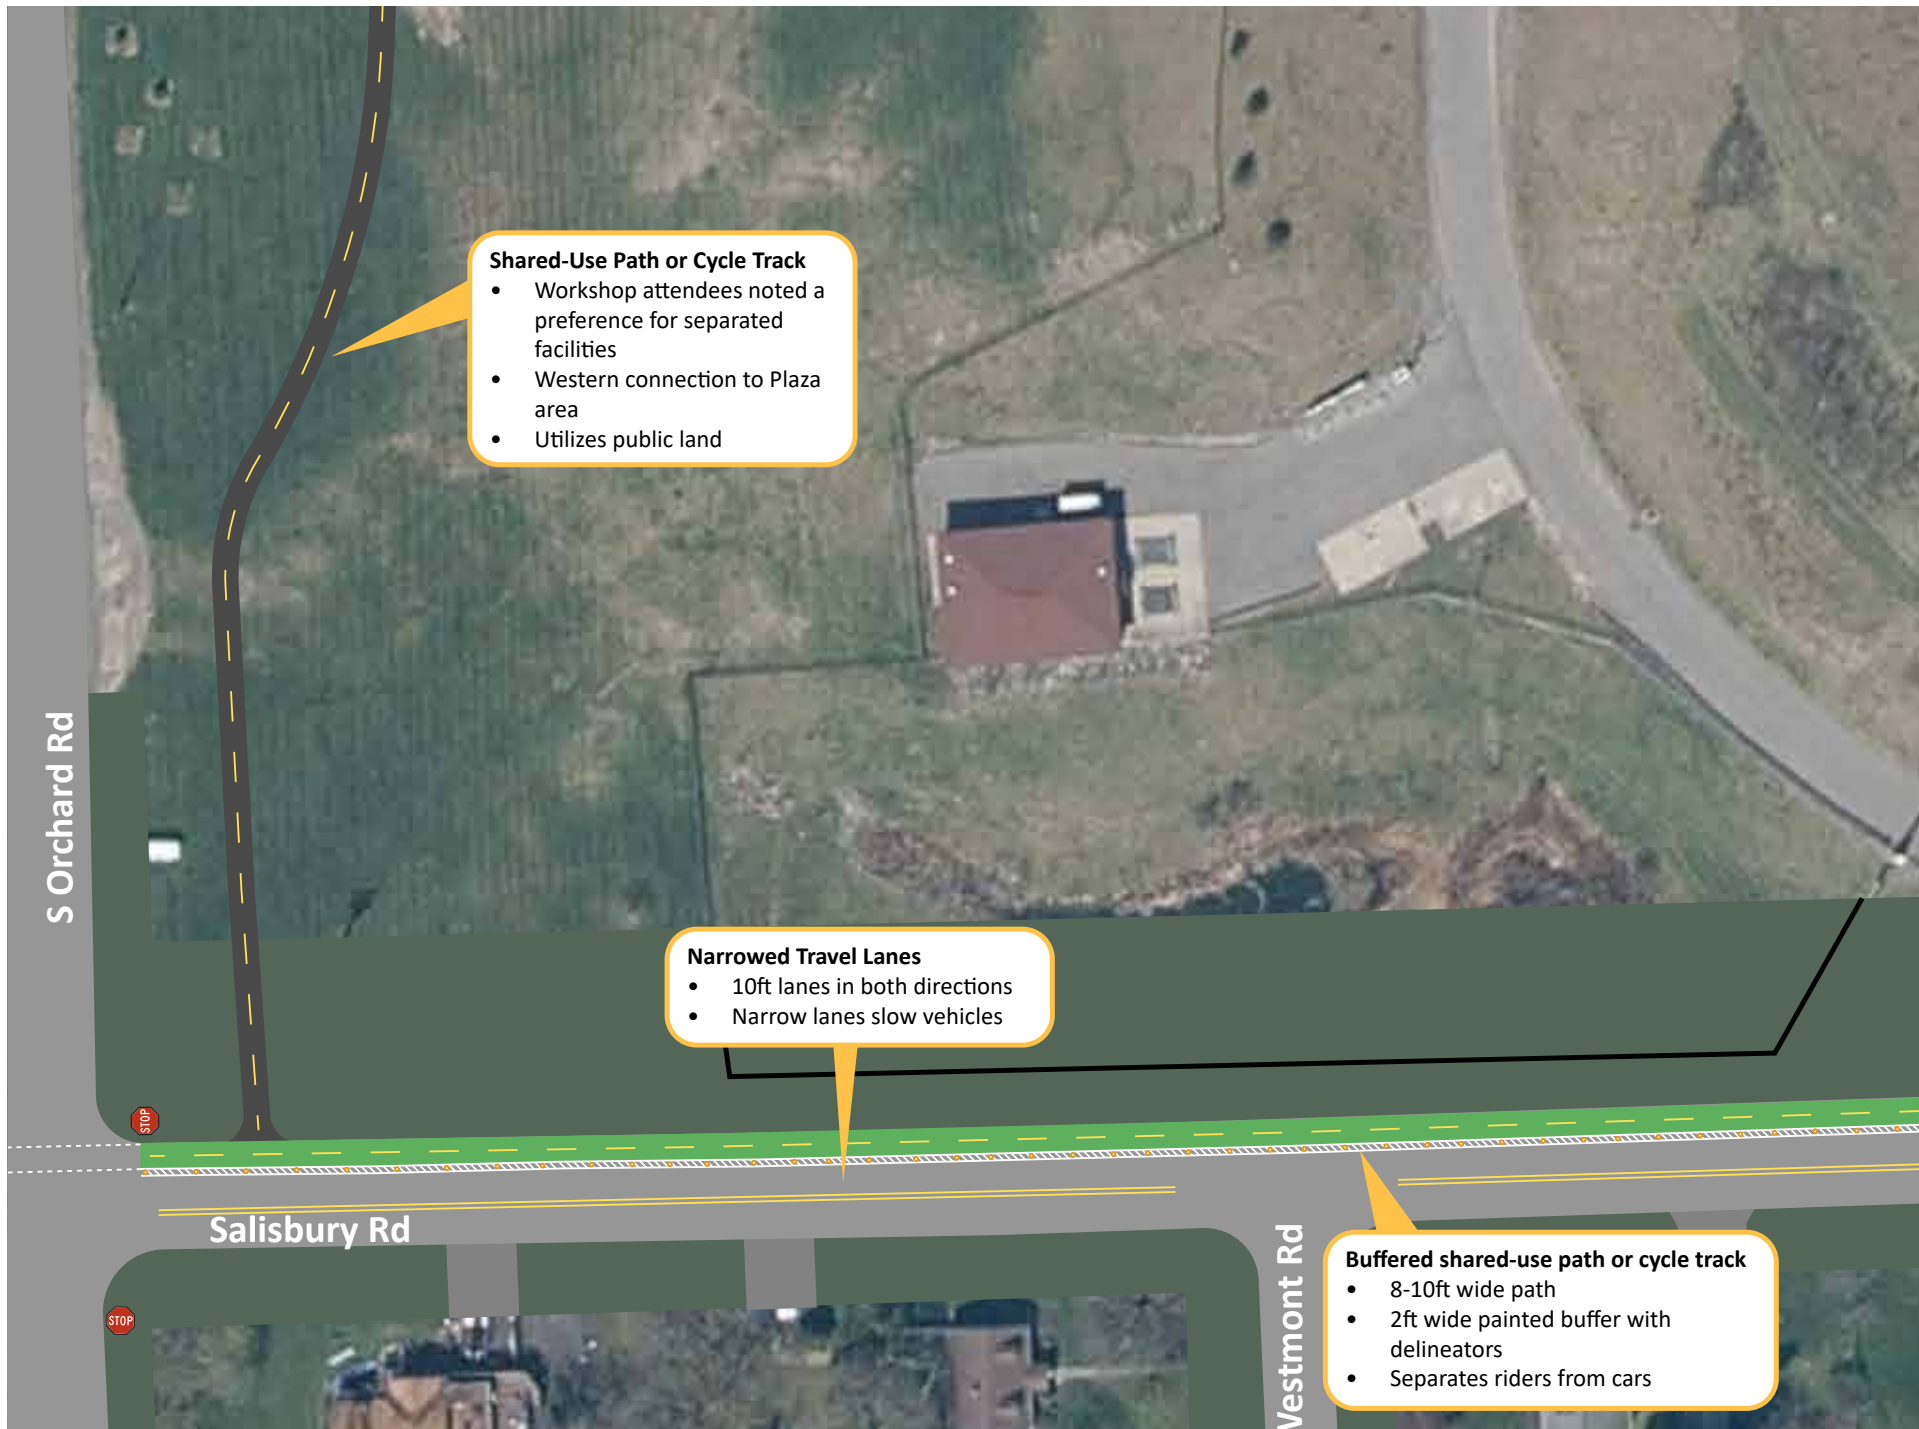 Shared-Use Path or Cycle Track
• Workshop attendees noted a
preference for separated
facilities
• Western connection to Plaza
area
• Utilizes public land
S Orchard Rd
Narrowed Travel Lanes
• 10ft lanes in both directions
• Narrow lanes slow vehicles
STOP
Salisbury Rd
Westmont Rd
Buffered shared-use path or cycle track
• 8-10ft wide path
• 2ft wide painted buffer with
delineators
• Separates riders from cars
STOP